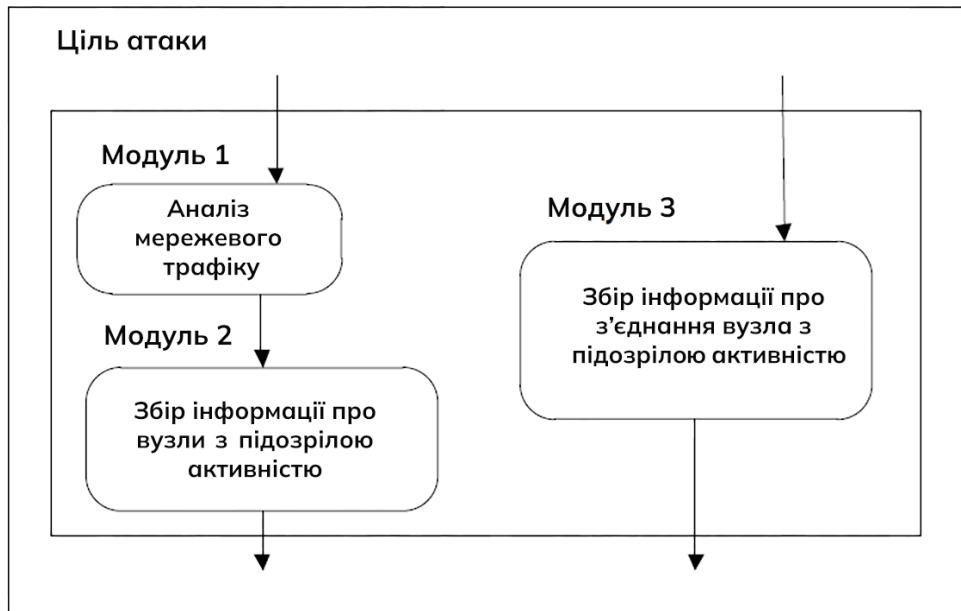 Ціль атаки
Модуль 1
Аналіз
мережевого
трафіку
Модуль 2
Збір інформації про
вузли з підозрілою
активністю
Модуль 3
Збір інформації про
з’єднання вузла з
підозрілою активністю